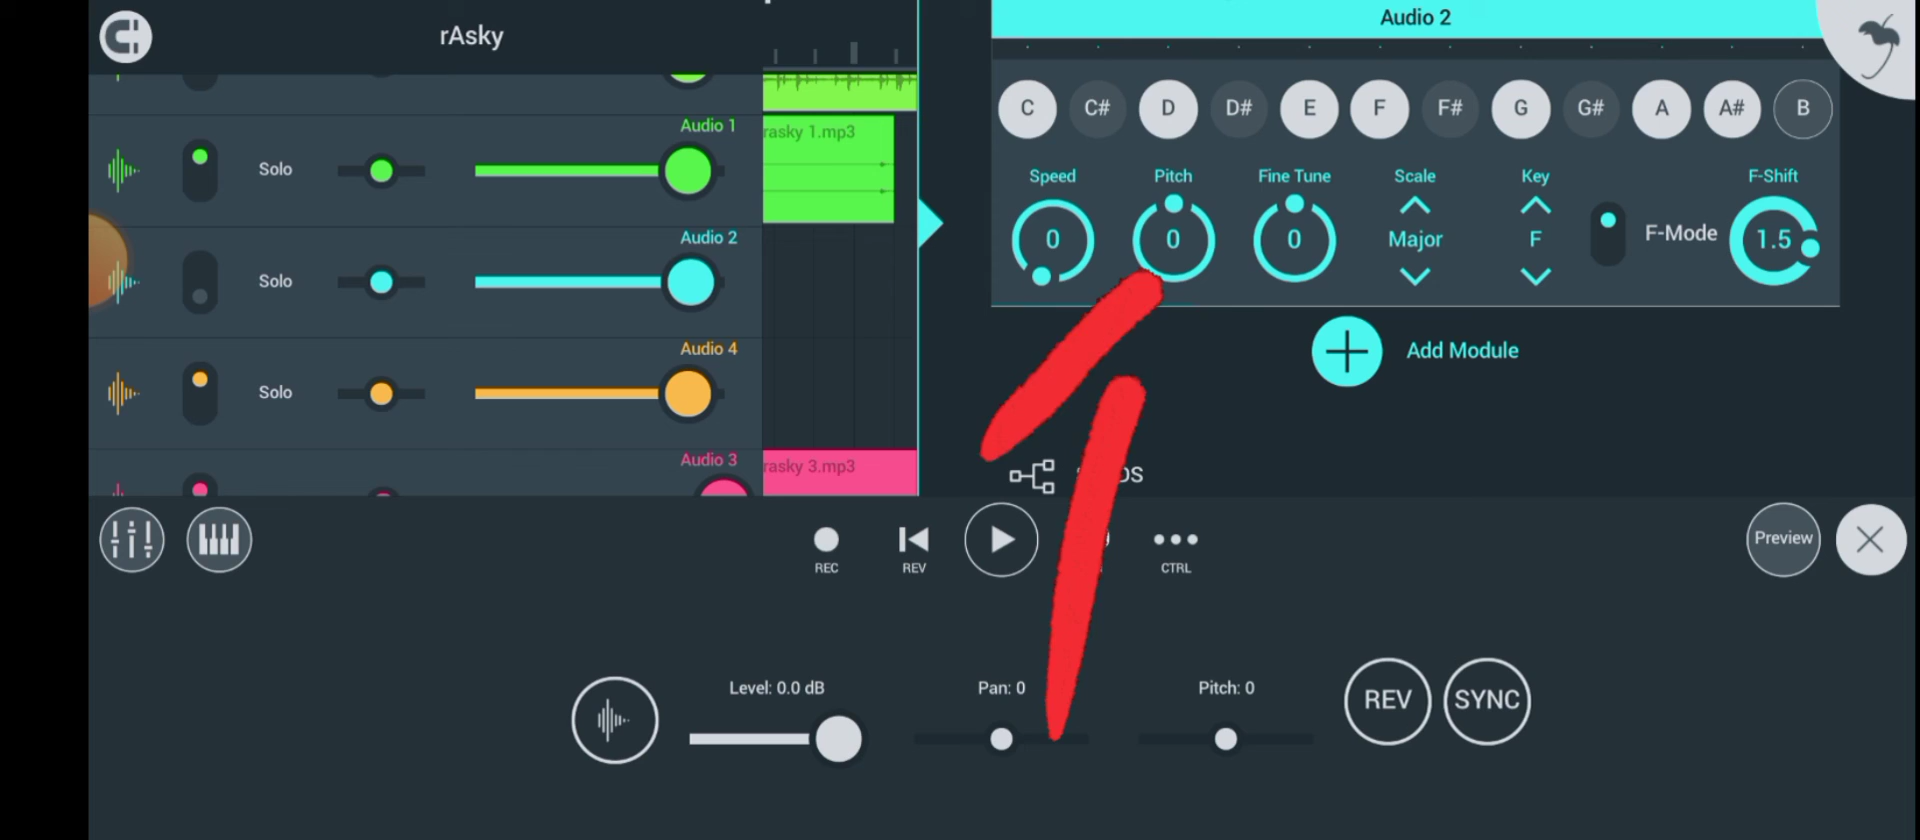 rAsky
Audio 2
C C# D D# E F F# G G# A A# B
Speed Pitch Fine Tune Scale Key F-Shift
0 0 0 Major F F-Mode 1.5
Add Module
Audio 1
Solo
rasky 1.mp3
Audio 2
Solo
Audio 4
Solo
Audio 3
rasky 3.mp3
REC REV CTRL
Preview
Level: 0.0 dB Pan: 0 Pitch: 0
REV SYNC